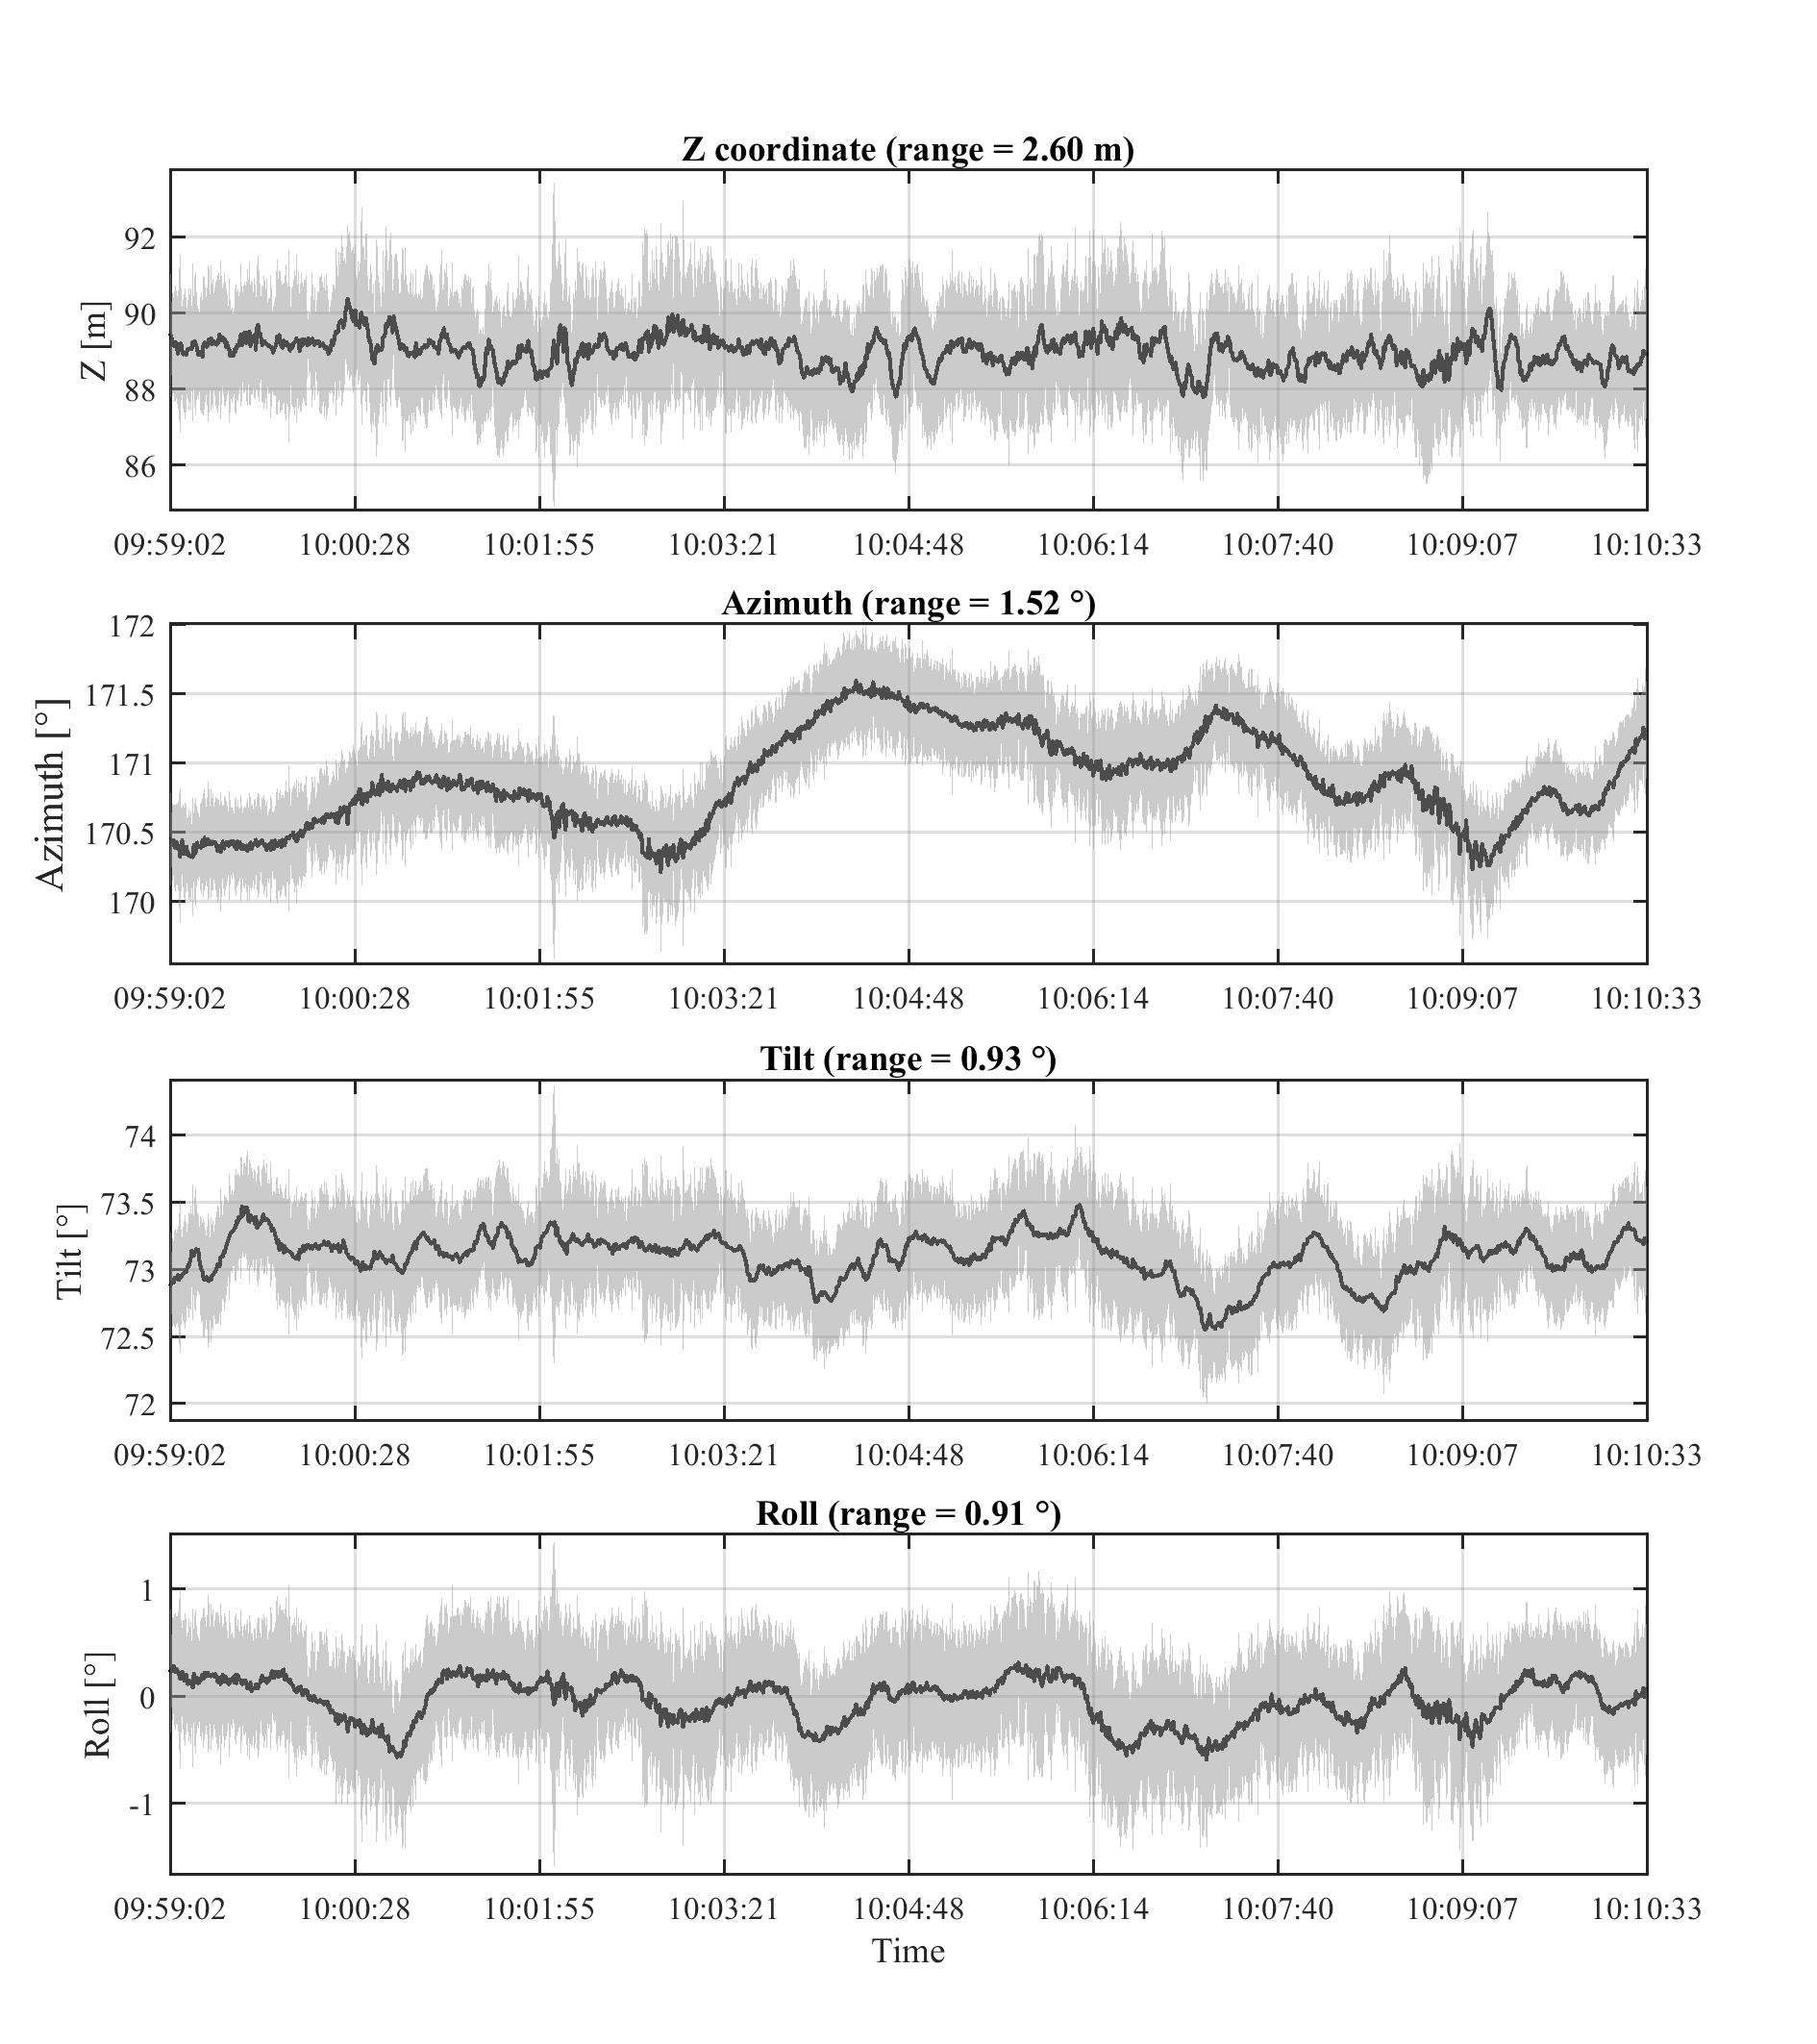 Z coordinate (range = 2.60 m)
92
90
88
86
Z [m]
09:59:02 10:00:28 10:01:55 10:03:21 10:04:48 10:06:14 10:07:40 10:09:07 10:10:33
Azimuth (range = 1.52 °)
172
171.5
171
170.5
170
Azimuth [°]
09:59:02 10:00:28 10:01:55 10:03:21 10:04:48 10:06:14 10:07:40 10:09:07 10:10:33
Tilt (range = 0.93 °)
74
73.5
73
72.5
72
Tilt [°]
09:59:02 10:00:28 10:01:55 10:03:21 10:04:48 10:06:14 10:07:40 10:09:07 10:10:33
Roll (range = 0.91 °)
1
0
-1
Roll [°]
09:59:02 10:00:28 10:01:55 10:03:21 10:04:48 10:06:14 10:07:40 10:09:07 10:10:33
Time